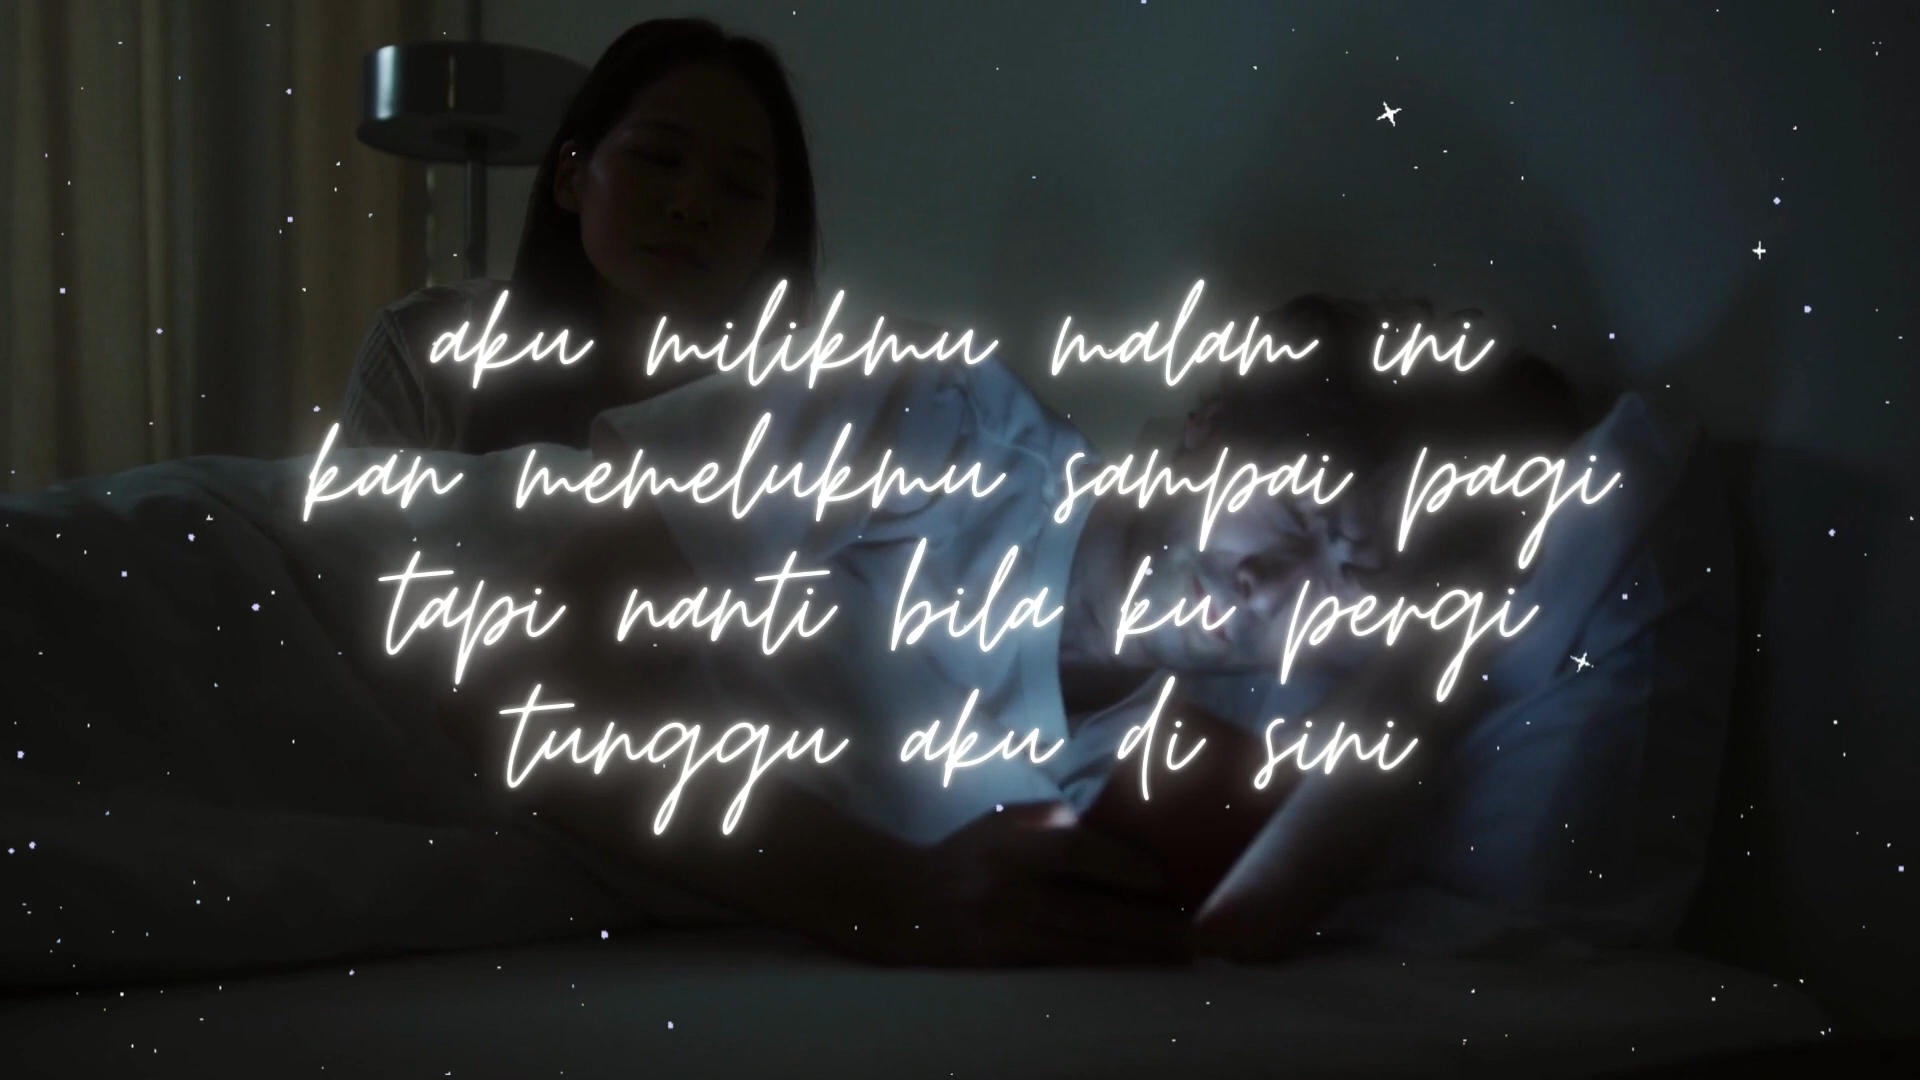 aku milikmu malam ini
kan memelukmu sampai pagi
tapi nanti bila ku pergi
tunggu aku di sini